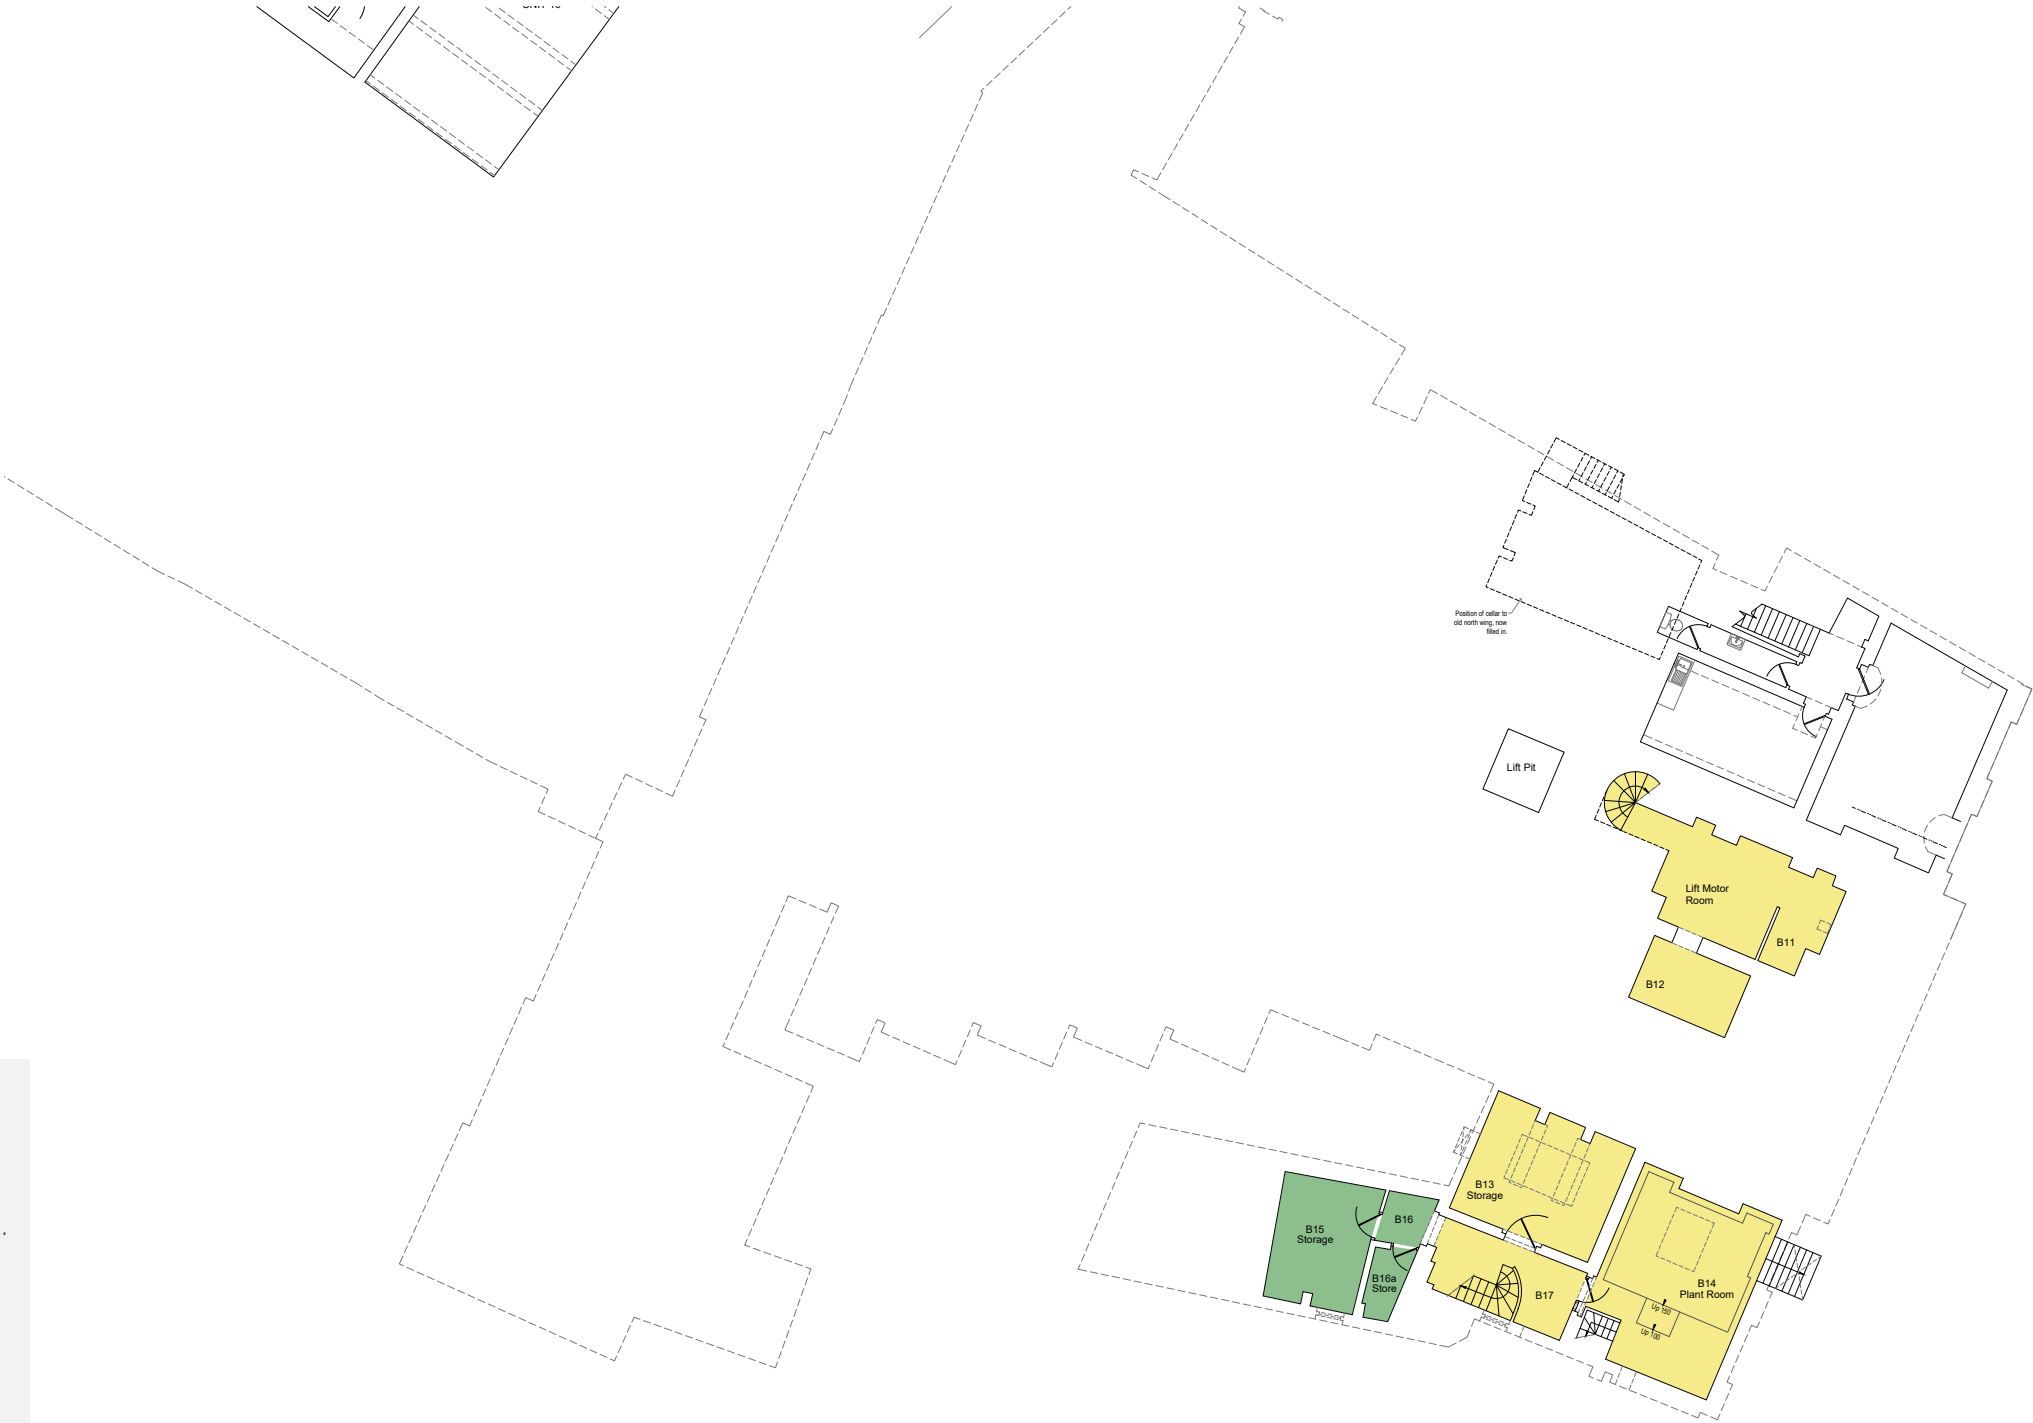 Position of cellar to
old north wing, now
filled in.
Lift Pit
Lift Motor
Room
B11
B12
B13
Storage
B15
Storage
B16
B16a
Store
B17
B14
Plant Room
Up 150
Up 100